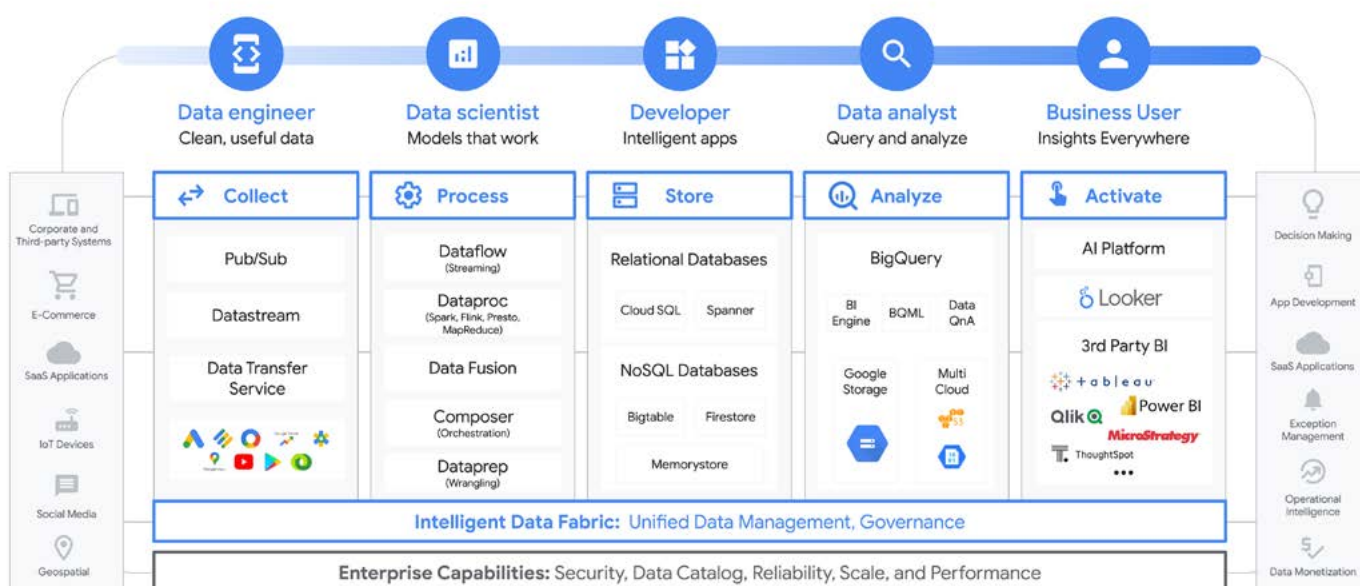 Data engineer
Clean, useful data
Data scientist
Models that work
Developer
Intelligent apps
Data analyst
Query and analyze
Business User
Insights Everywhere
Corporate and
Third-party Systems
E-Commerce
SaaS Applications
IoT Devices
Social Media
Geospatial
Collect
Pub/Sub
Datastream
Data Transfer
Service
Process
Dataflow
(Streaming)
Dataproc
(Spark, Flink, Presto,
MapReduce)
Data Fusion
Composer
(Orchestration)
Dataprep
(Wrangling)
Store
Relational Databases
Cloud SQL
Spanner
NoSQL Databases
Bigtable
Firestore
Memorystore
Analyze
BigQuery
BI
Engine
BQML
Data
QnA
Google
Storage
Multi
Cloud
S3
Activate
AI Platform
Looker
3rd Party BI
+ableau
Power BI
Qlik
MicroStrategy
ThoughtSpot
•••
Decision Making
App Development
SaaS Applications
Exception
Management
Operational
Intelligence
Data Monetization
Intelligent Data Fabric: Unified Data Management, Governance
Enterprise Capabilities: Security, Data Catalog, Reliability, Scale, and Performance